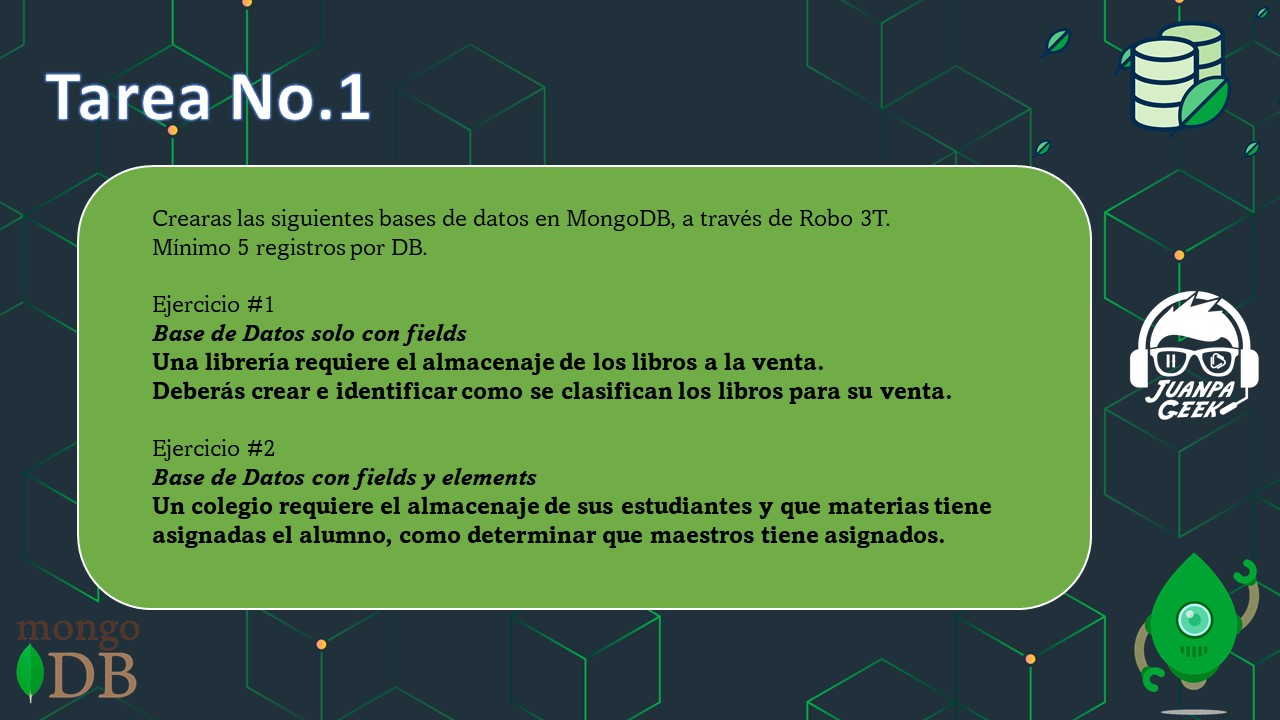 Tarea No.1
Crearas las siguientes bases de datos en MongoDB, a través de Robo 3T.
Mínimo 5 registros por DB.
Ejercicio #1
Base de Datos solo con fields
Una librería requiere el almacenaje de los libros a la venta.
Deberás crear e identificar como se clasifican los libros para su venta.
Ejercicio #2
Base de Datos con fields y elements
Un colegio requiere el almacenaje de sus estudiantes y que materias tiene
asignadas el alumno, como determinar que maestros tiene asignados.
JUANPA
GEEK
mongo
DB